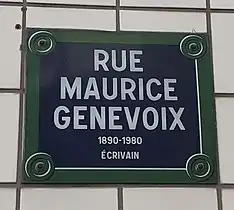 RUE
MAURICE
GENEVOIX
1890-1980
ÉCRIVAIN